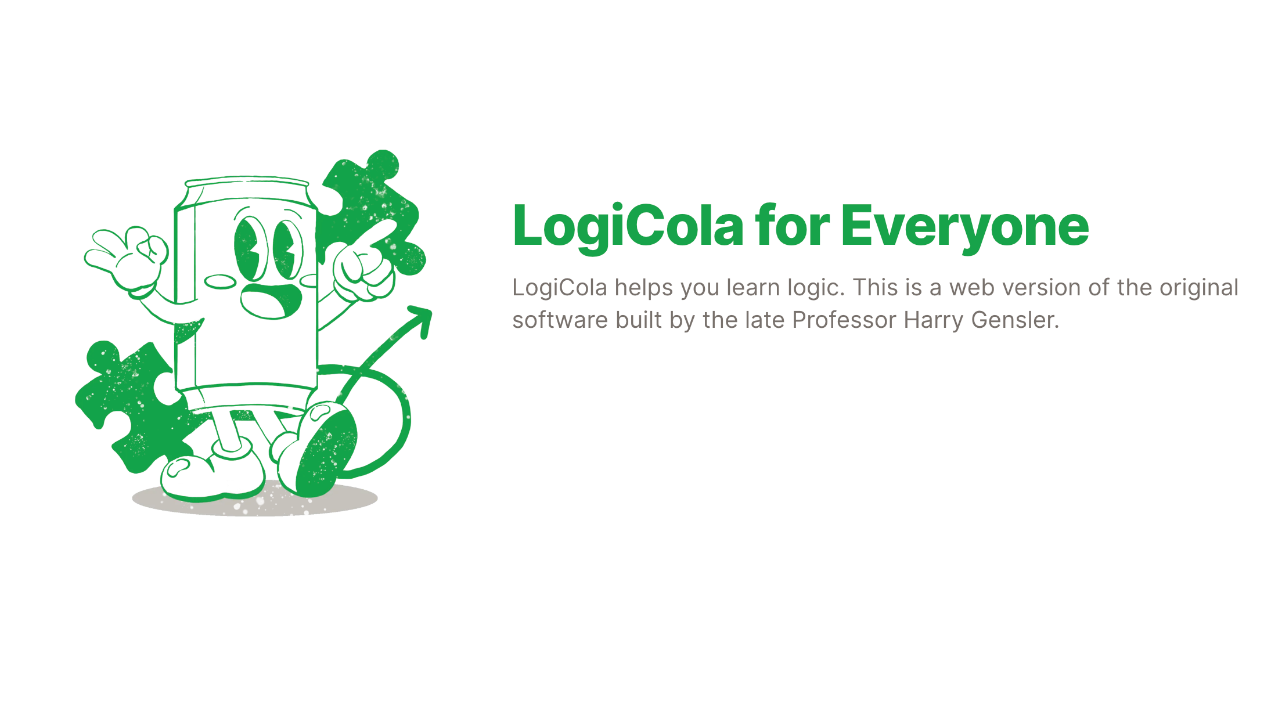 LogiCola for Everyone
LogiCola helps you learn logic. This is a web version of the original
software built by the late Professor Harry Gensler.